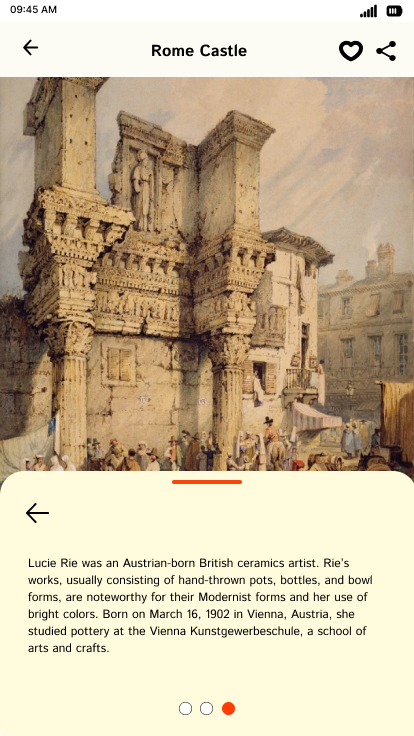 09:45 AM
Rome Castle
Lucie Rie was an Austrian-born British ceramics artist. Rie's
works, usually consisting of hand-thrown pots, bottles, and bowl
forms, are noteworthy for their Modernist forms and her use of
bright colors. Born on March 16, 1902 in Vienna, Austria, she
studied pottery at the Vienna Kunstgewerbeschule, a school of
arts and crafts.